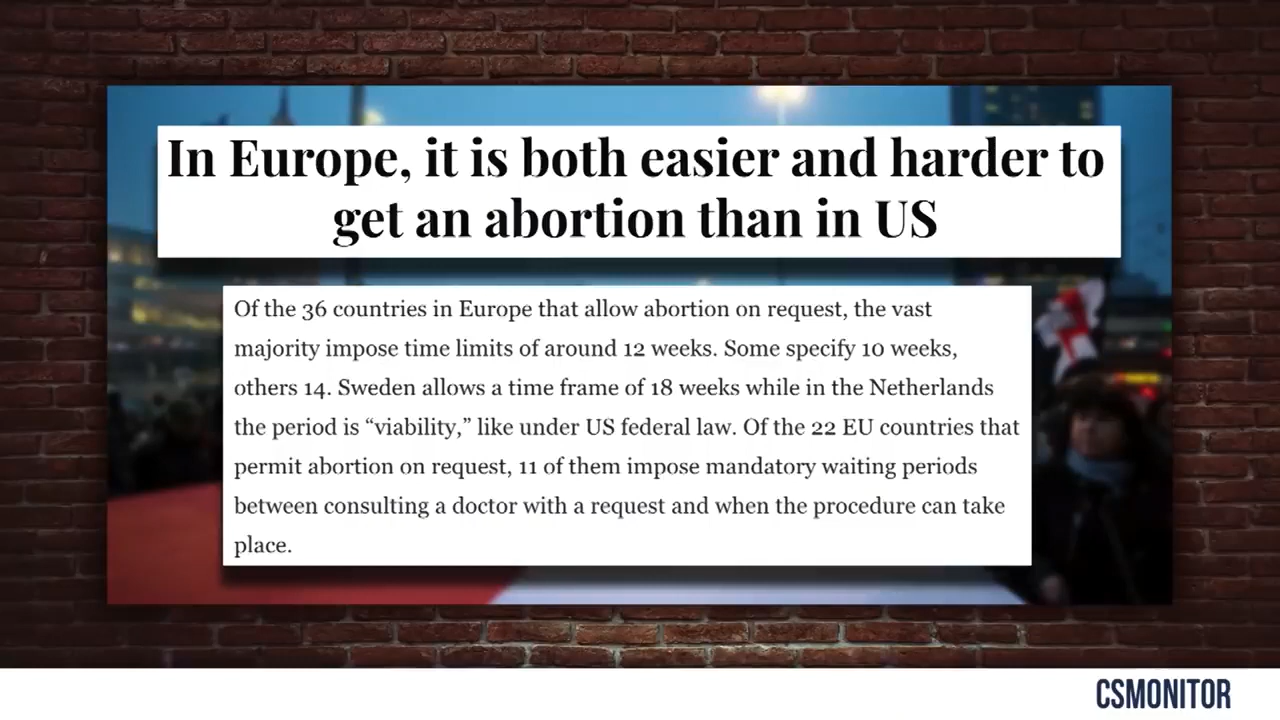 In Europe, it is both easier and harder to
get an abortion than in US
Of the 36 countries in Europe that allow abortion on request, the vast
majority impose time limits of around 12 weeks. Some specify 10 weeks,
others 14. Sweden allows a time frame of 18 weeks while in the Netherlands
the period is “viability,” like under US federal law. Of the 22 EU countries that
permit abortion on request, 11 of them impose mandatory waiting periods
between consulting a doctor with a request and when the procedure can take
place.
CSMONITOR